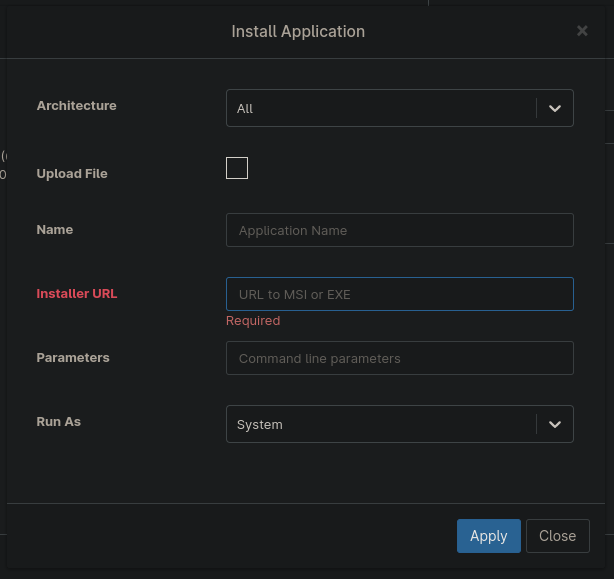 Install Application
×
Architecture
All
Upload File
Name
Application Name
Installer URL
URL to MSI or EXE
Required
Parameters
Command line parameters
Run As
System
Apply
Close